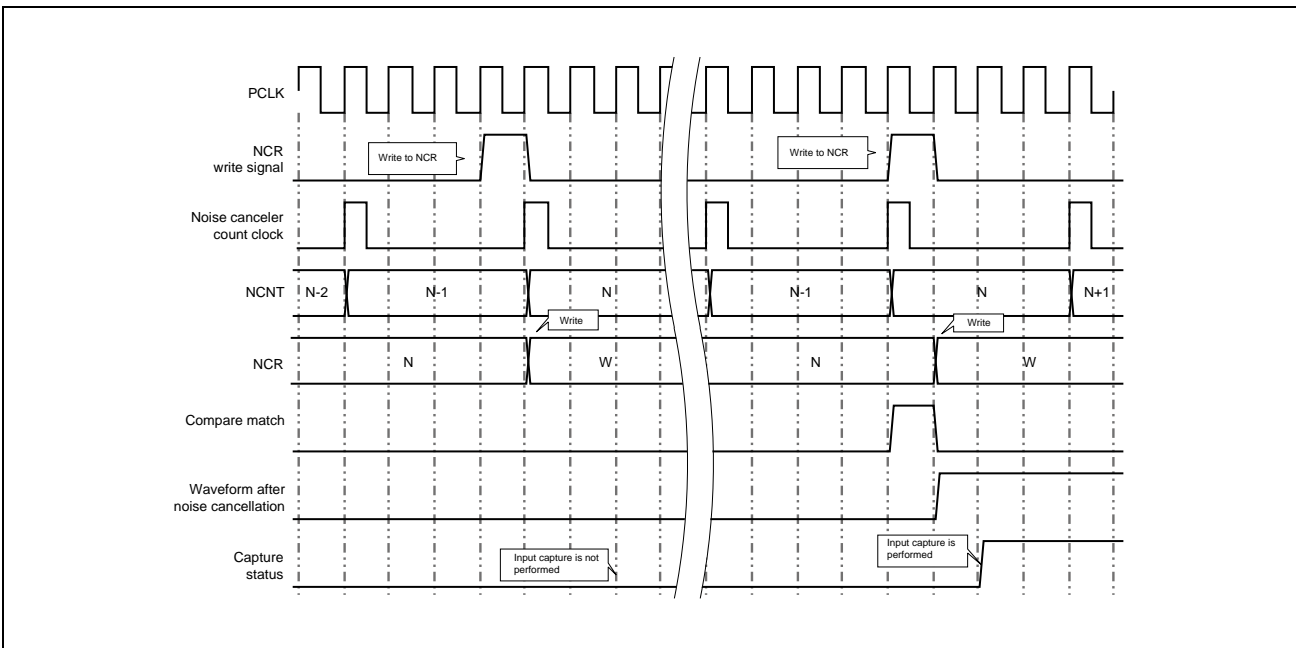 PCLK
NCR
write signal
Write to NCR
Write to NCR
Noise canceler
count clock
NCNT
N-2
N-1
N
N-1
N
N+1
Write
Write
NCR
N
W
N
W
Compare match
Waveform after
noise cancellation
Capture
status
Input capture is not
performed
Input capture is
performed